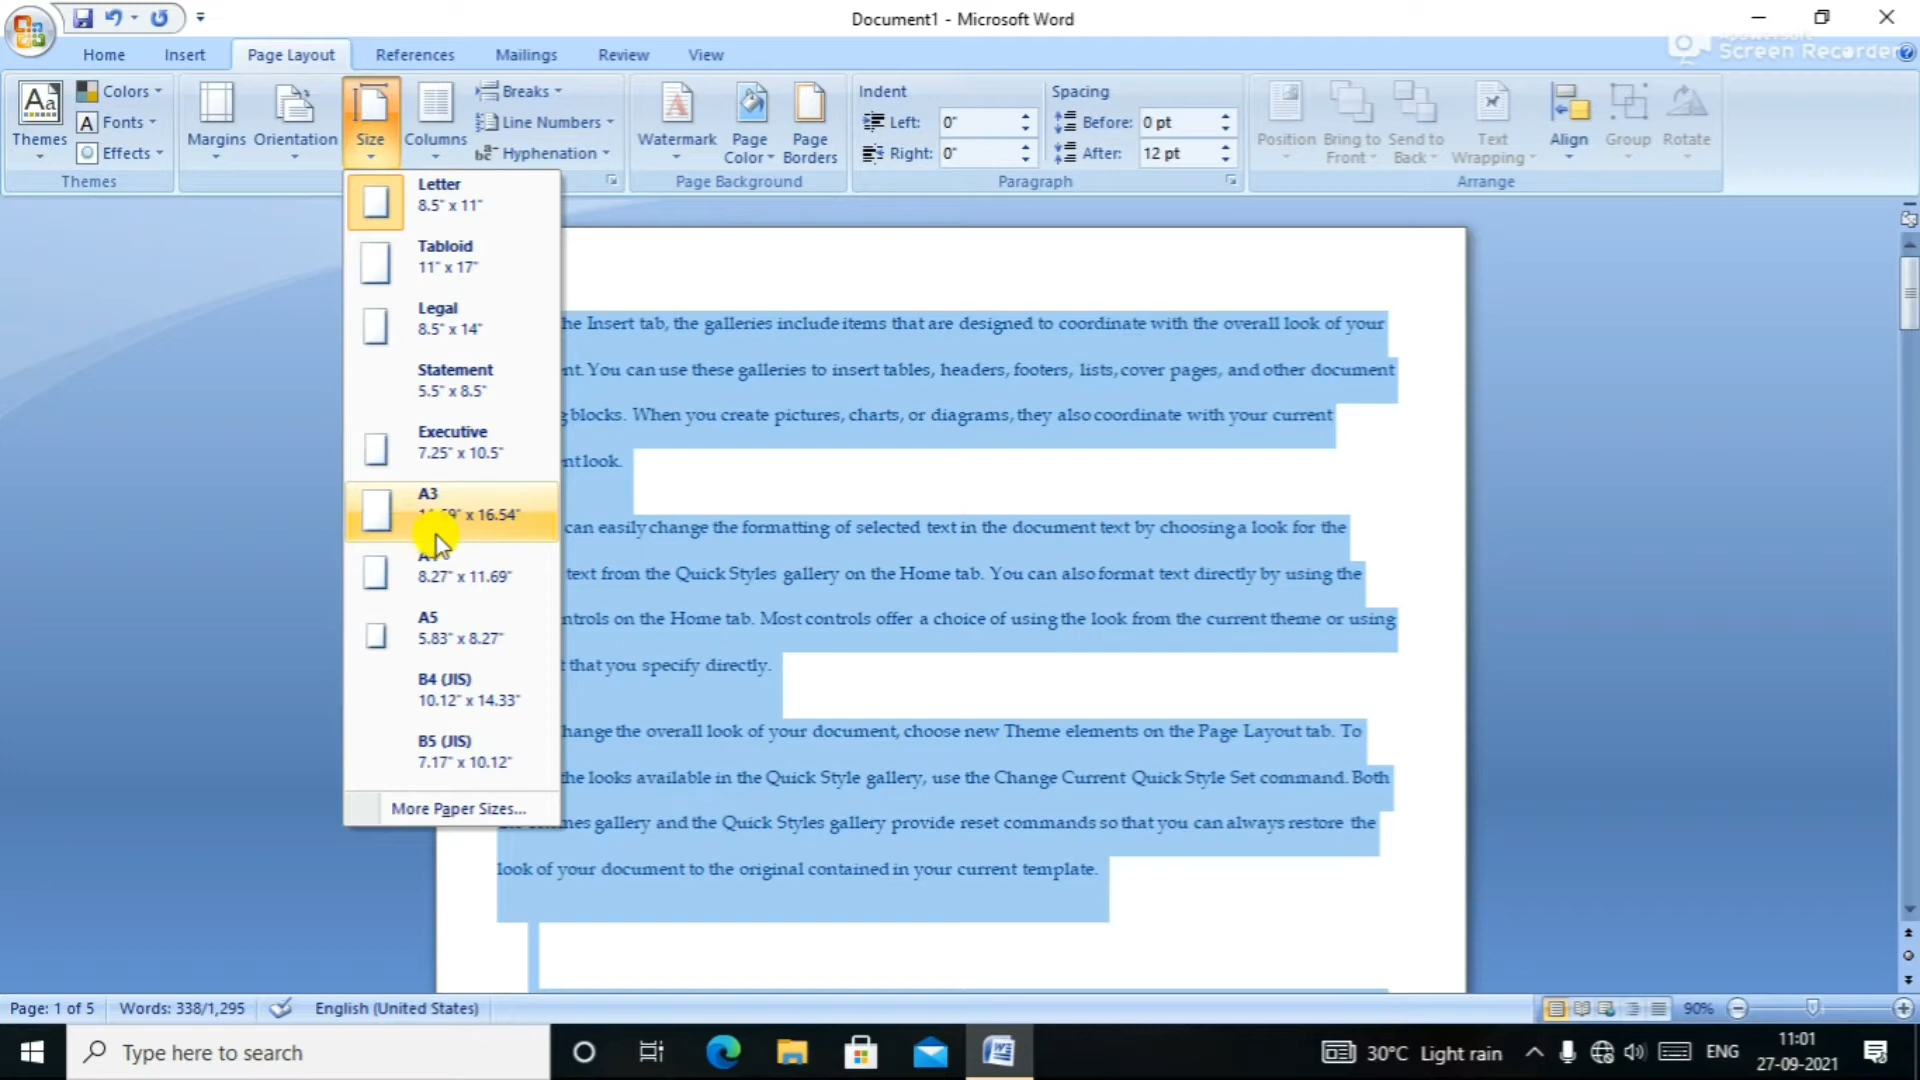 Document1 - Microsoft Word
Screen Recorder
Home Insert Page Layout References Mailings Review View
Aa
Themes
Colors
A Fonts
Effects
Themes
Margins
Orientation
Size
Columns
Breaks
Line Numbers
Hyphenation
Watermark
Page Color
Page Borders
Page Background
Indent
Left: 0"
Right: 0"
Spacing
Before: 0 pt
After: 12 pt
Paragraph
Position
Bring to Front
Send to Back
Text Wrapping
Align
Group
Rotate
Arrange
Letter
8.5" x 11"
Tabloid
11" x 17"
Legal
8.5" x 14"
Statement
5.5" x 8.5"
Executive
7.25" x 10.5"
A3
x 16.54"
8.27" x 11.69"
A5
5.83" x 8.27"
B4 (JIS)
10.12" x 14.33"
B5 (JIS)
7.17" x 10.12"
More Paper Sizes...
he Insert tab, the galleries include items that are designed to coordinate with the overall look of your
nt. You can use these galleries to insert tables, headers, footers, lists, cover pages, and other document
g blocks. When you create pictures, charts, or diagrams, they also coordinate with your current
nt look.
can easily change the formatting of selected text in the document text by choosing a look for the
text from the Quick Styles gallery on the Home tab. You can also format text directly by using the
ntrols on the Home tab. Most controls offer a choice of using the look from the current theme or using
t that you specify directly.
hange the overall look of your document, choose new Theme elements on the Page Layout tab. To
the looks available in the Quick Style gallery, use the Change Current Quick Style Set command. Both
mes gallery and the Quick Styles gallery provide reset commands so that you can always restore the
look of your document to the original contained in your current template.
Page: 1 of 5 Words: 338/1,295 English (United States) 90%
Type here to search
30°C Light rain
ENG
11:01
27-09-2021